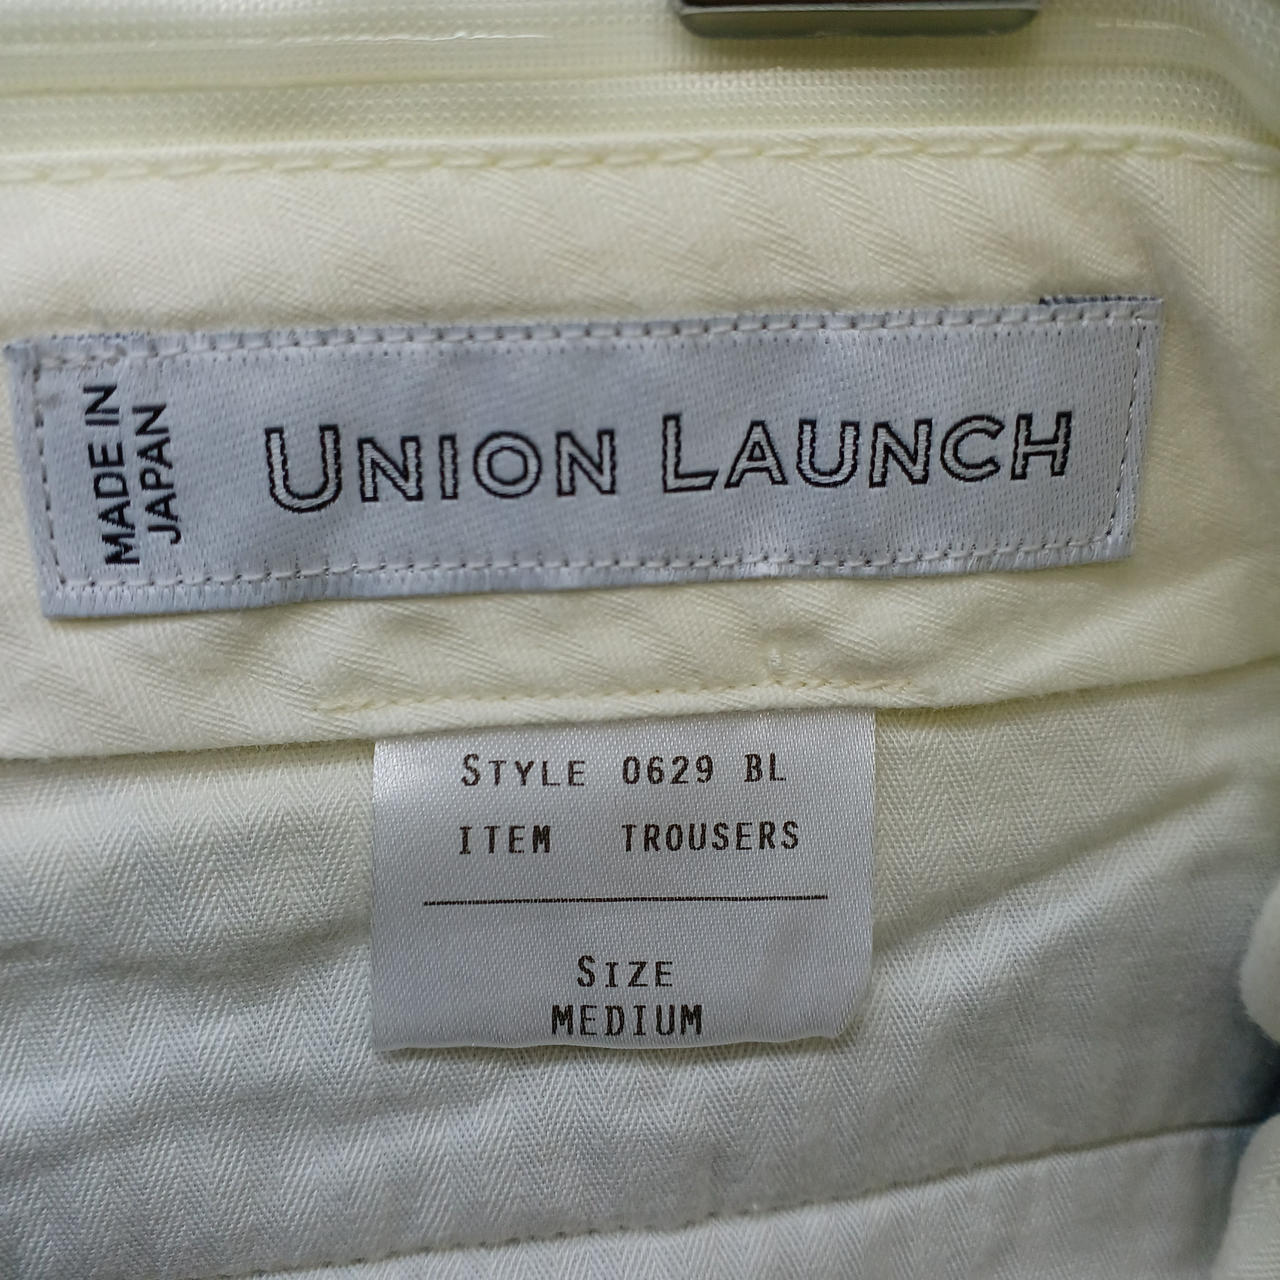 MADE IN
JAPAN
UNION LAUNCH
STYLE 0629 BL
ITEM TROUSERS
SIZE
MEDIUM